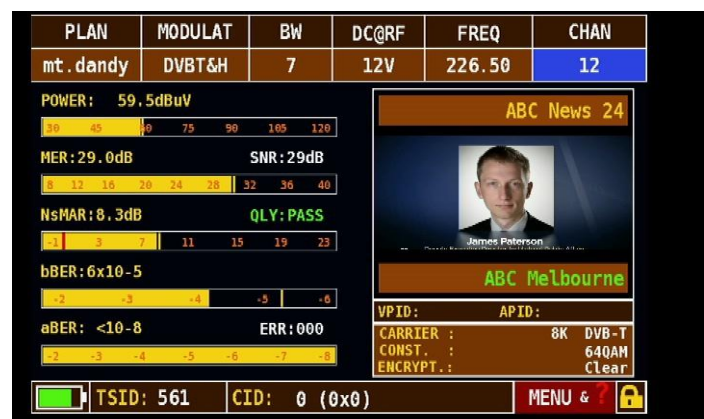 PLAN MODULAT BW DC@RF FREQ CHAN
mt.dandy DVBT&H 7 12V 226.50 12
POWER: 59.5dBuV
30 45 60 75 90 105 120
MER:29.0dB SNR:29dB
8 12 16 20 24 28 32 36 40
NsMAR:8.3dB QLY:PASS
-1 3 7 11 15 19 23
bBER:6x10-5
-2 -3 -4 -5 -6
aBER: <10-8 ERR:000
-2 -3 -4 -5 -6 -7 -8
ABC News 24
James Paterson
ABC Melbourne
VPID: APID:
CARRIER : 8K DVB-T
CONST. : 64QAM
ENCRYPT.: Clear
TSID: 561 CID: 0 (0x0) MENU & ?